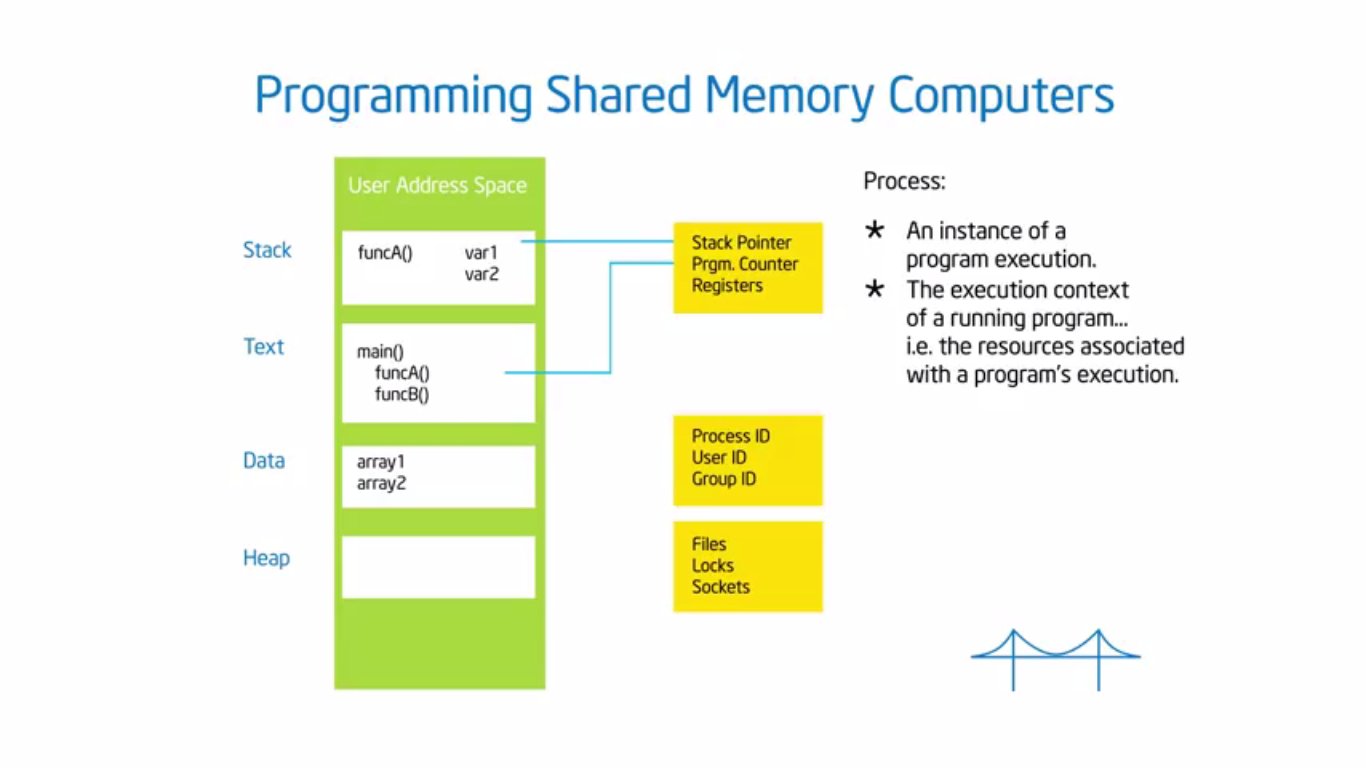 Programming Shared Memory Computers
User Address Space
Stack
funcA() var1
var2
Text
main()
funcA()
funcB()
Data
array1
array2
Heap
Stack Pointer
Prgm. Counter
Registers
Process ID
User ID
Group ID
Files
Locks
Sockets
Process:
* An instance of a
program execution.
* The execution context
of a running program...
i.e. the resources associated
with a program's execution.